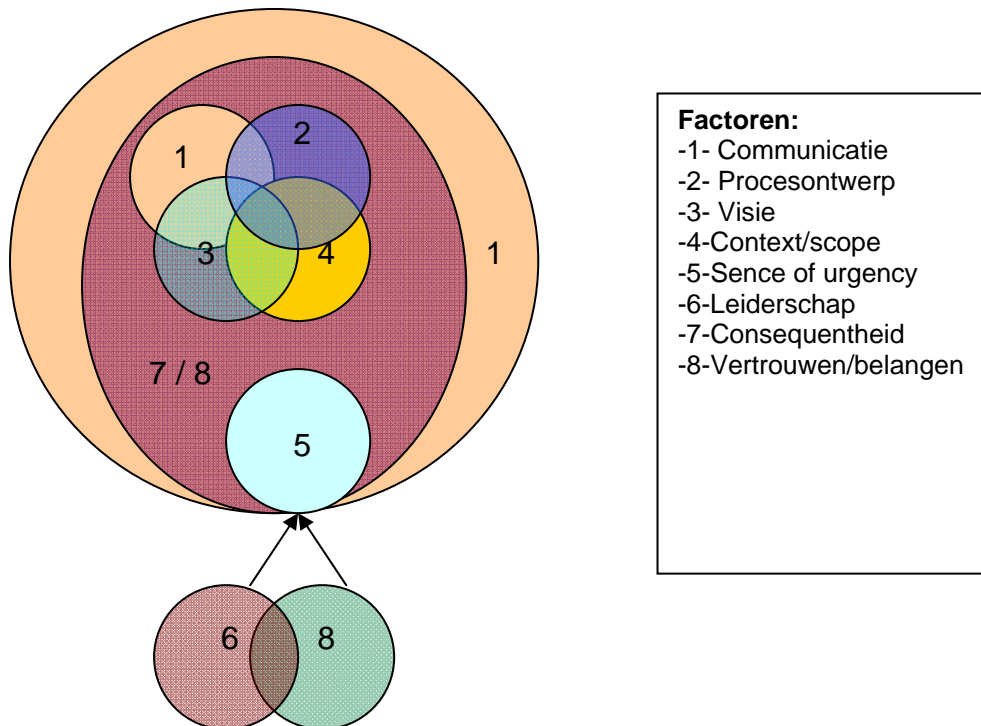 1
2
3
4
1
7 / 8
5
6
8
Factoren:
-1- Communicatie
-2- Procesontwerp
-3- Visie
-4-Context/scope
-5-Sence of urgency
-6-Leiderschap
-7-Consequentheid
-8-Vertrouwen/belangen